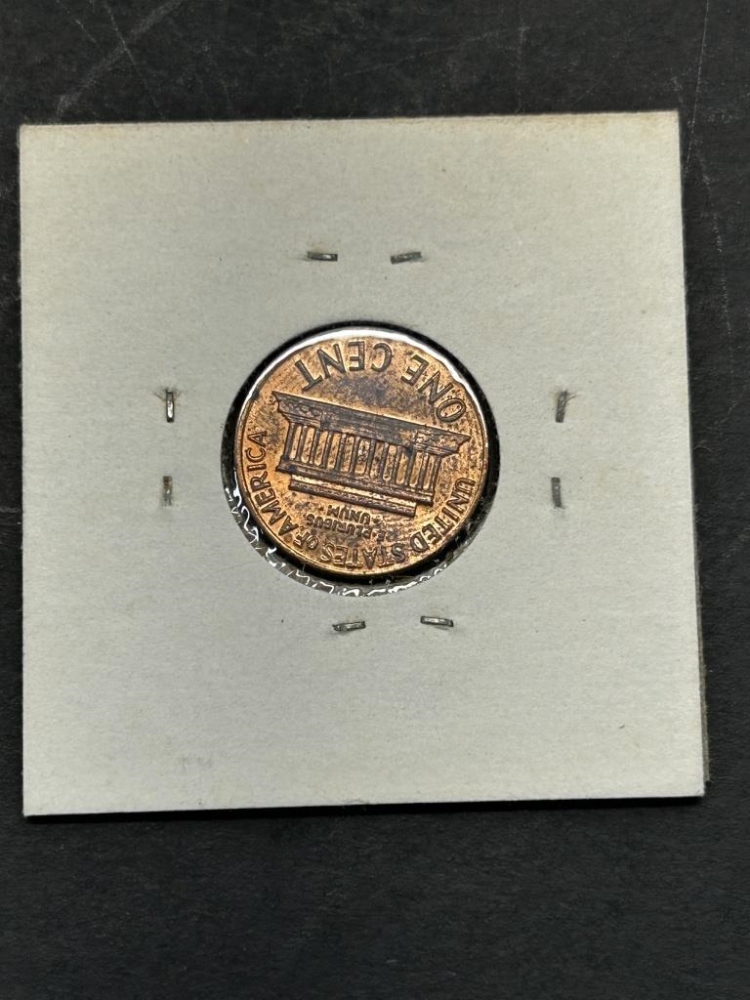 UNITED STATES OF AMERICA
E·PLURIBUS
UNUM
ONE CENT